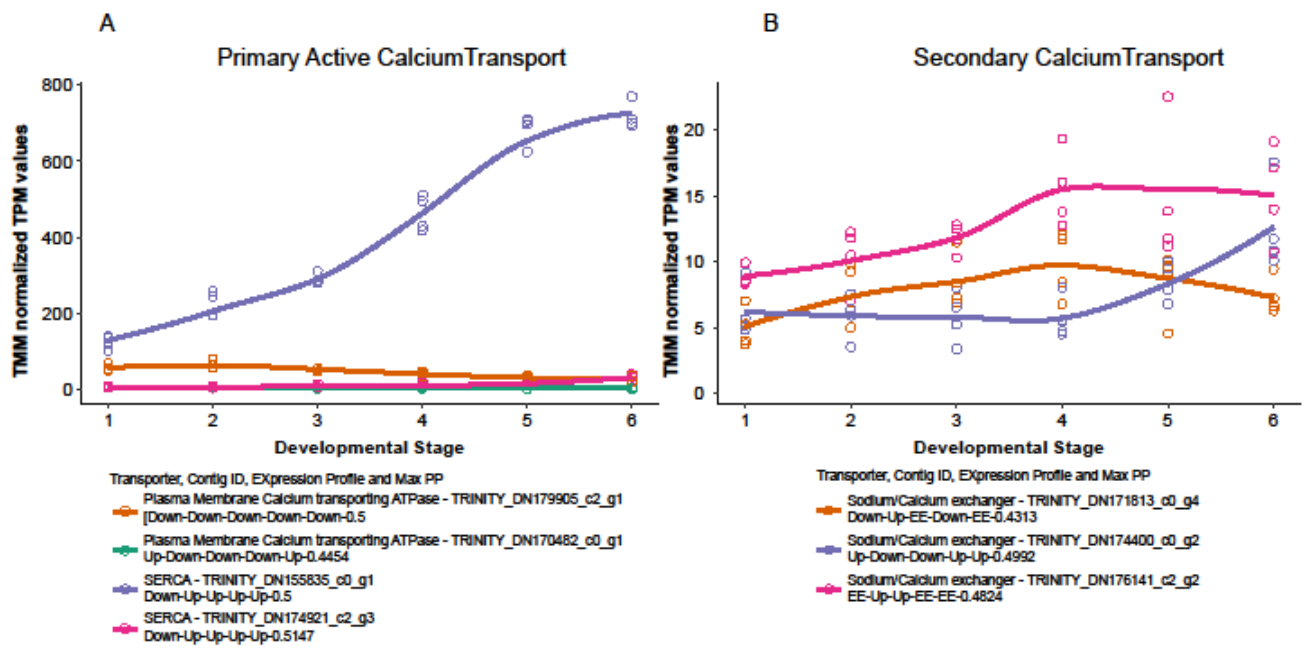 A
Primary Active CalciumTransport
TMM normalized TPM values
800
600
400
200
0
1 2 3 4 5 6
Developmental Stage
Transporter, Contig ID, EXpression Profile and Max PP
Plasma Membrane Calcium transporting ATPase - TRINITY_DN179905_c2_g1
[Down-Down-Down-Down-Down-0.5
Plasma Membrane Calcium transporting ATPase - TRINITY_DN170482_c0_g1
Up-Down-Down-Down-Up-0.4454
SERCA - TRINITY_DN155835_c0_g1
Down-Up-Up-Up-Up-0.5
SERCA - TRINITY_DN174921_c2_g3
Down-Up-Up-Up-Up-0.5147
B
Secondary CalciumTransport
TMM normalized TPM values
20
15
10
5
0
1 2 3 4 5 6
Developmental Stage
Transporter, Contig ID, EXpression Profile and Max PP
Sodium/Calcium exchanger - TRINITY_DN171813_c0_g4
Down-Up-EE-Down-EE-0.4313
Sodium/Calcium exchanger - TRINITY_DN174400_c0_g2
Up-Down-Down-Up-Up-0.4992
Sodium/Calcium exchanger - TRINITY_DN176141_c2_g2
EE-Up-Up-EE-EE-0.4824